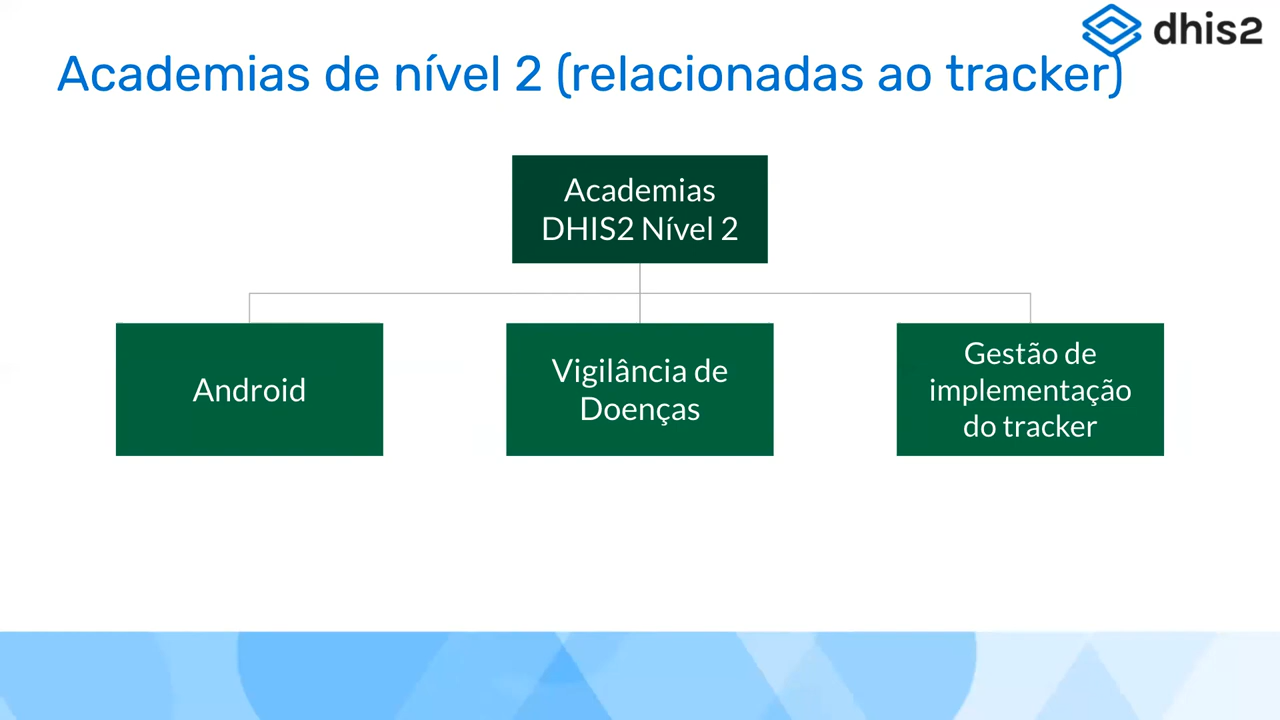 dhis2
Academias de nível 2 (relacionadas ao tracker)
Academias
DHIS2 Nível 2
Android
Vigilância de
Doenças
Gestão de
implementação
do tracker